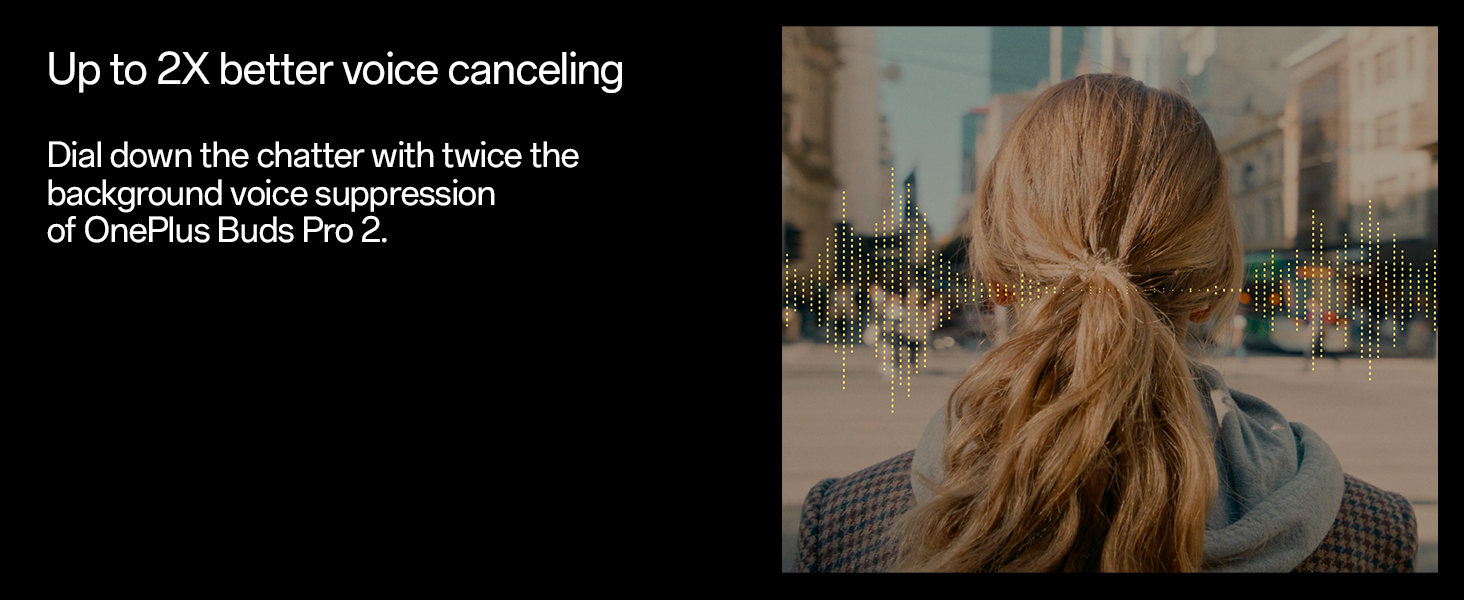 Up to 2X better voice canceling
Dial down the chatter with twice the
background voice suppression
of OnePlus Buds Pro 2.